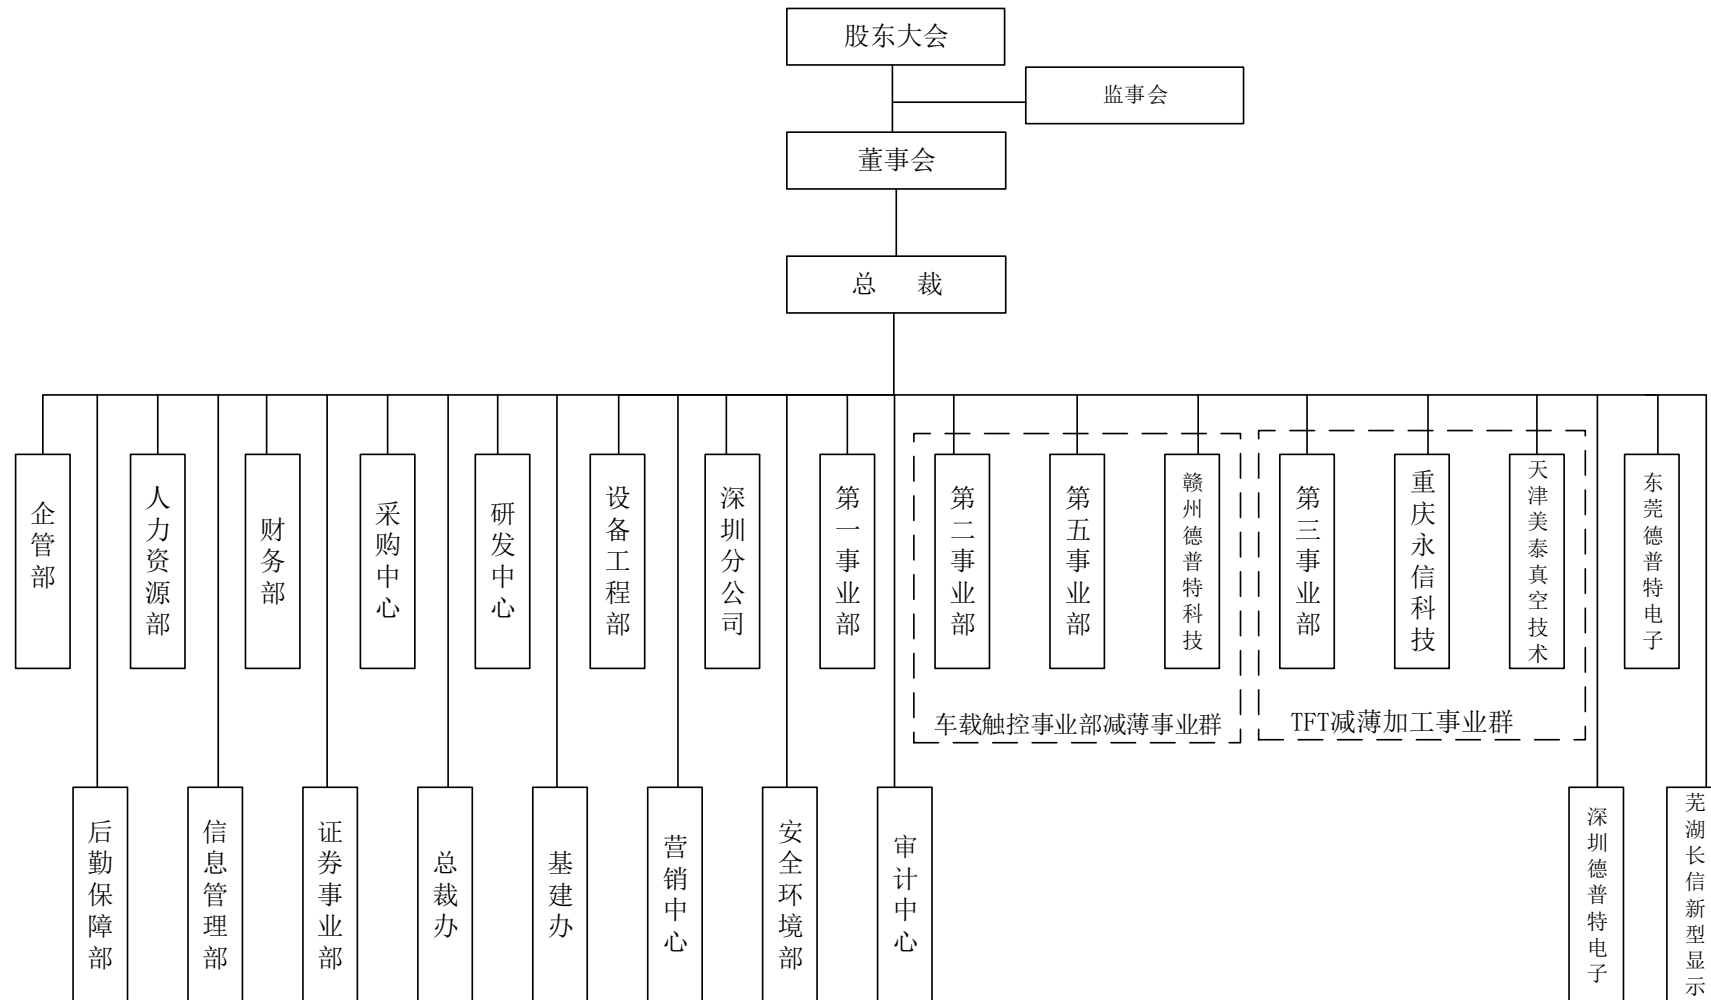 股东大会
监事会
董事会
总 裁
企管部
人力资源部
财务部
采购中心
研发中心
设备工程部
深圳分公司
第一事业部
第二事业部
第五事业部
赣州德普特科技
第三事业部
重庆永信科技
天津美泰真空技术
东莞德普特电子
车载触控事业部减薄事业群
TFT减薄加工事业群
后勤保障部
信息管理部
证券事业部
总裁办
基建办
营销中心
安全环境部
审计中心
深圳德普特电子
芜湖长信新型显示